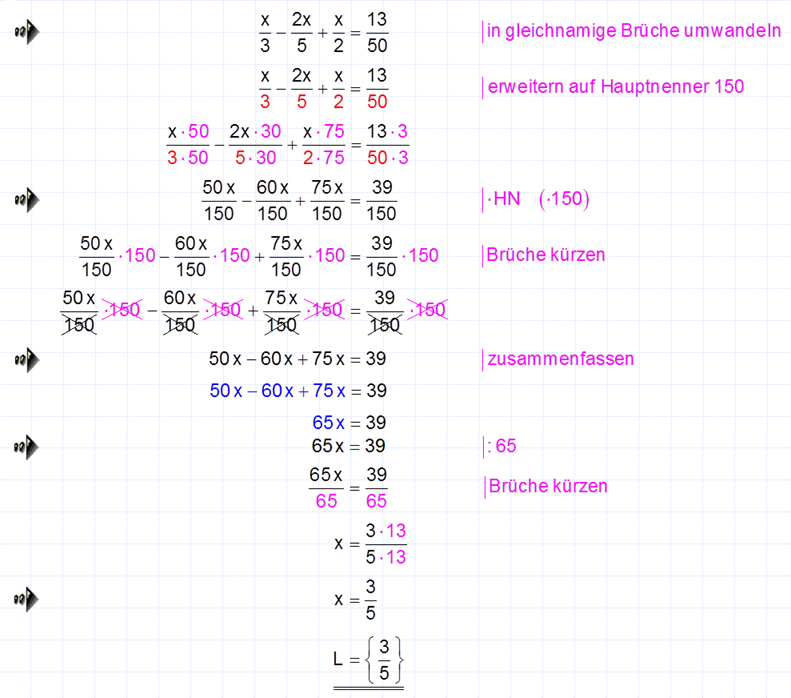 x/3 − 2x/5 + x/2 = 13/50 |in gleichnamige Brüche umwandeln
x/3 − 2x/5 + x/2 = 13/50 |erweitern auf Hauptnenner 150
x·50/3·50 − 2x·30/5·30 + x·75/2·75 = 13·3/50·3
50x/150 − 60x/150 + 75x/150 = 39/150 |·HN (·150)
50x/150 ·150 − 60x/150 ·150 + 75x/150 ·150 = 39/150 ·150 |Brüche kürzen
50x/150 ·150 − 60x/150 ·150 + 75x/150 ·150 = 39/150 ·150
50x − 60x + 75x = 39 |zusammenfassen
50x − 60x + 75x = 39
65x = 39
65x = 39 |: 65
65x/65 = 39/65 |Brüche kürzen
x = 3·13/5·13
x = 3/5
L = {3/5}